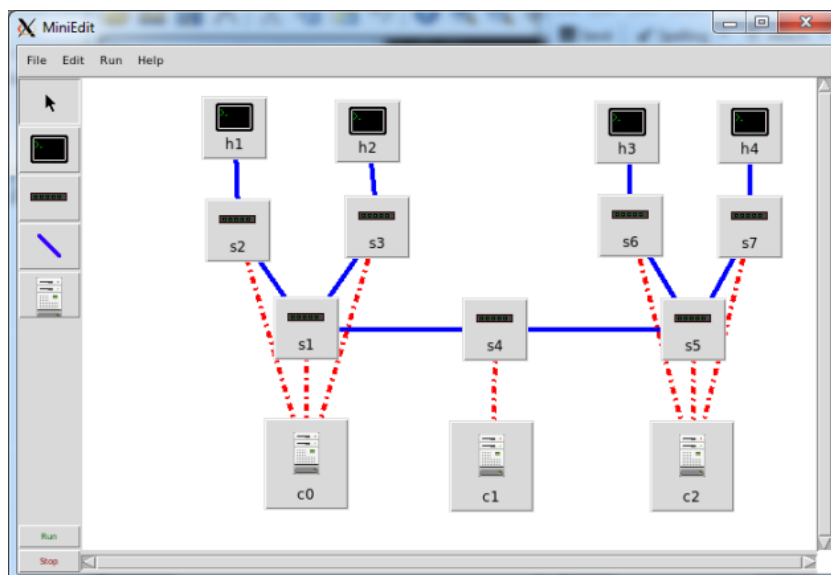 MiniEdit
File Edit Run Help
h1 h2 h3 h4
s2 s3 s6 s7
s1 s4 s5
c0 c1 c2
Run
Stop